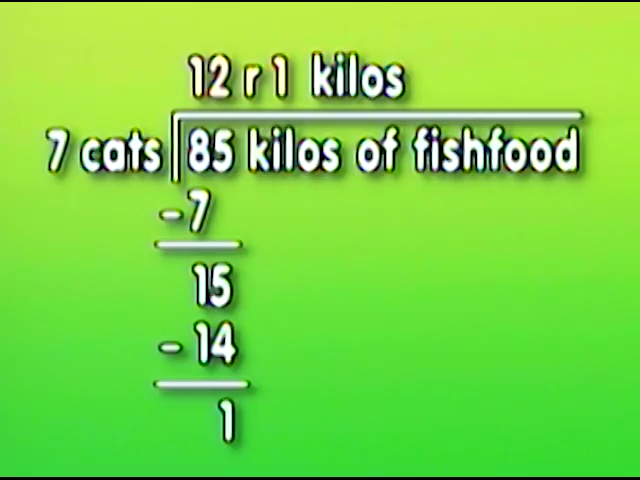 12 r 1 kilos
7 cats 85 kilos of fishfood
-7
15
- 14
1